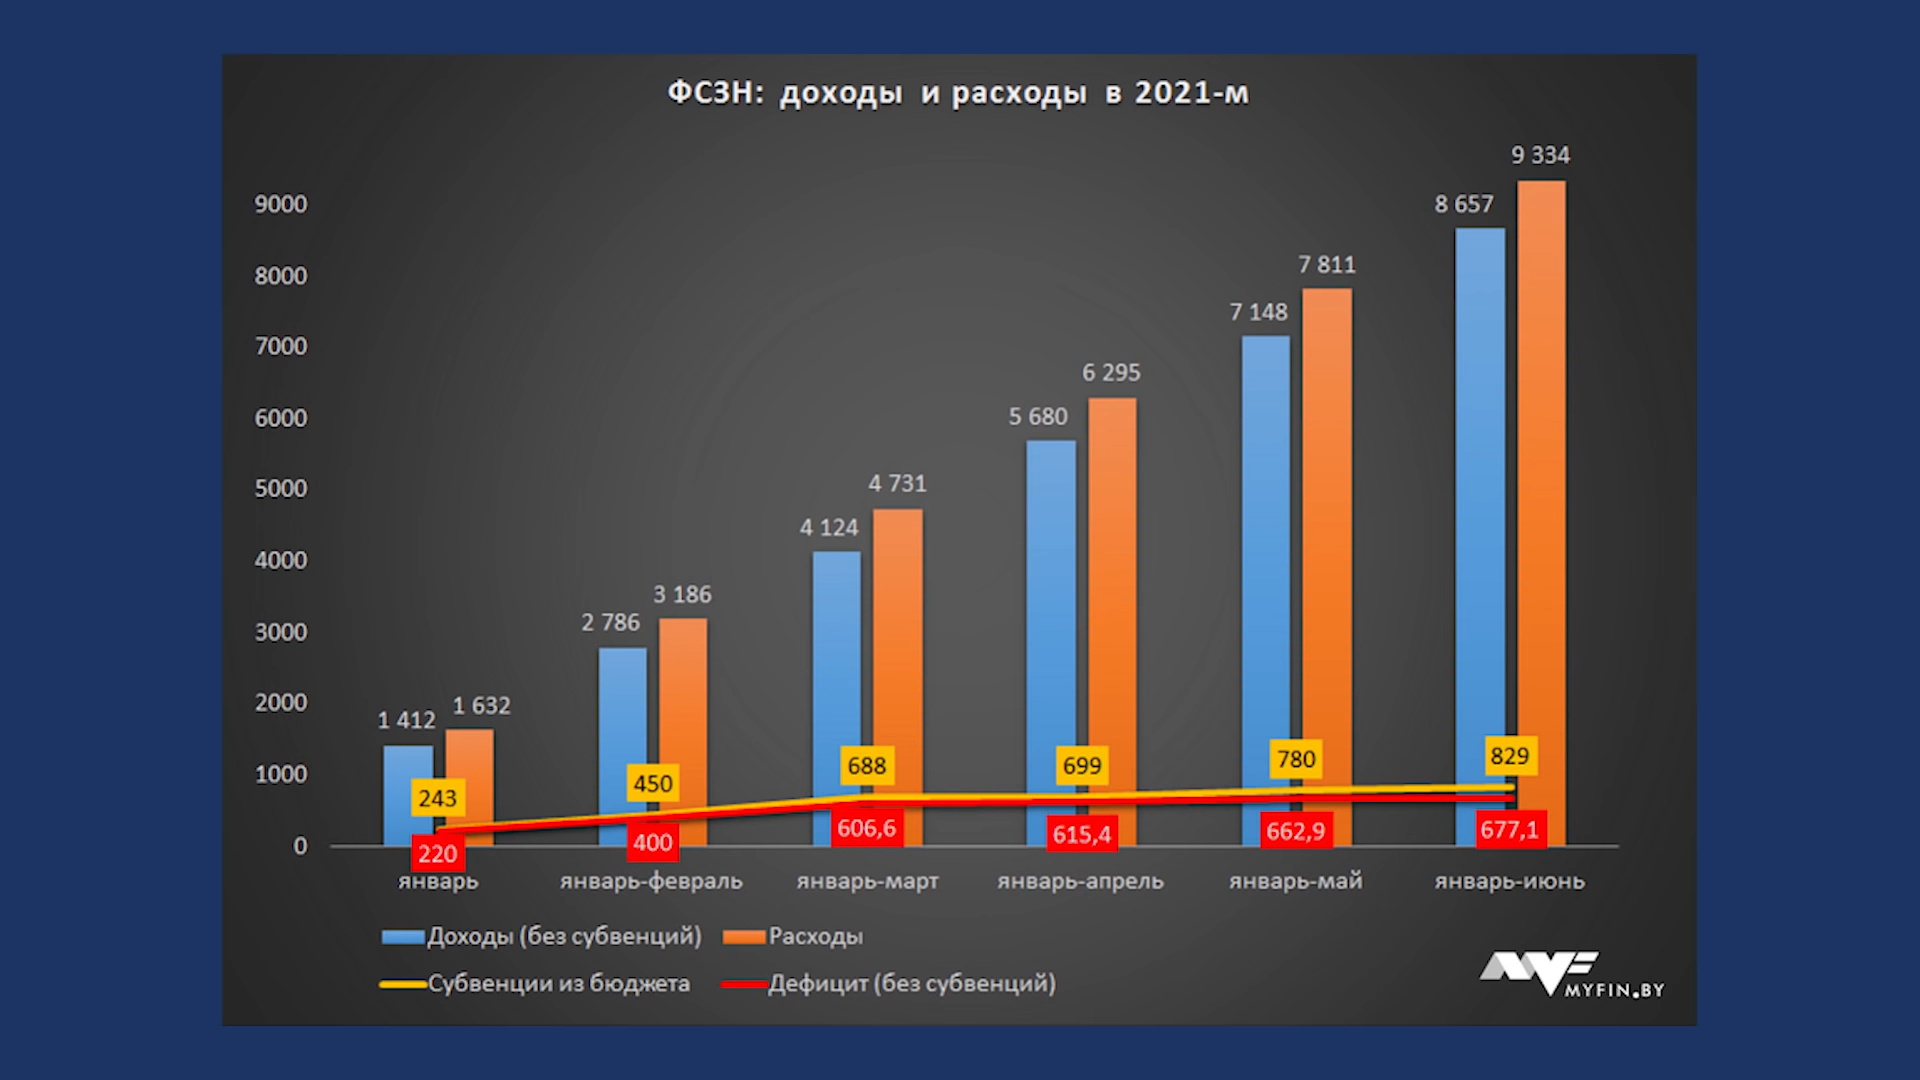 ФСЗН: доходы и расходы в 2021-м
9 334
8 657
9000
8000
7 811
7 148
7000
6 295
6000
5 680
5000
4 731
4 124
4000
3 186
3000
2 786
2000
1 632
1 412
1000
243
450
688
699
780
829
0
220
400
606,6
615,4
662,9
677,1
январь
январь-февраль
январь-март
январь-апрель
январь-май
январь-июнь
Доходы (без субвенций)
Расходы
Субвенции из бюджета
Дефицит (без субвенций)
MYFIN.BY